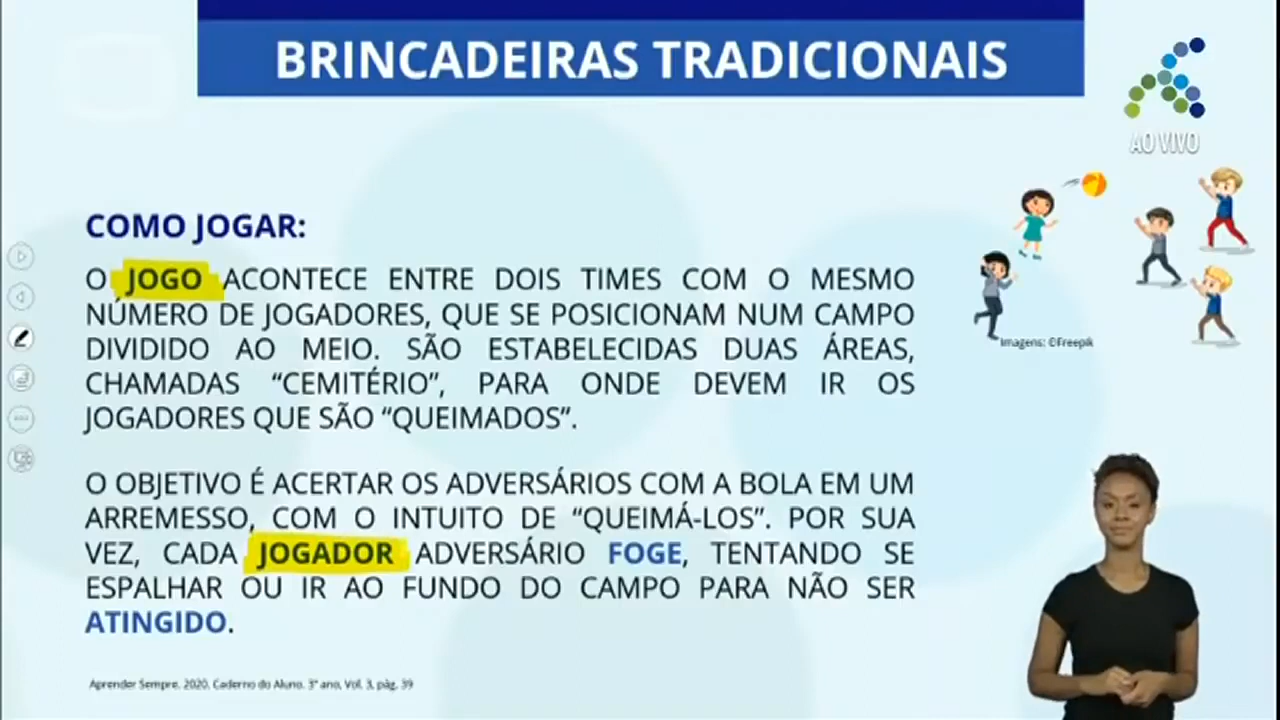 BRINCADEIRAS TRADICIONAIS
AO VIVO
COMO JOGAR:
O JOGO ACONTECE ENTRE DOIS TIMES COM O MESMO
NÚMERO DE JOGADORES, QUE SE POSICIONAM NUM CAMPO
DIVIDIDO AO MEIO. SÃO ESTABELECIDAS DUAS ÁREAS,
CHAMADAS “CEMITÉRIO”, PARA ONDE DEVEM IR OS
JOGADORES QUE SÃO “QUEIMADOS”.
Imagens: ©Freepik
O OBJETIVO É ACERTAR OS ADVERSÁRIOS COM A BOLA EM UM
ARREMESSO, COM O INTUITO DE “QUEIMÁ-LOS”. POR SUA
VEZ, CADA JOGADOR ADVERSÁRIO FOGE, TENTANDO SE
ESPALHAR OU IR AO FUNDO DO CAMPO PARA NÃO SER
ATINGIDO.
Aprender Sempre, 2020, Caderno do Aluno, 3° ano, Vol. 3, pág. 39